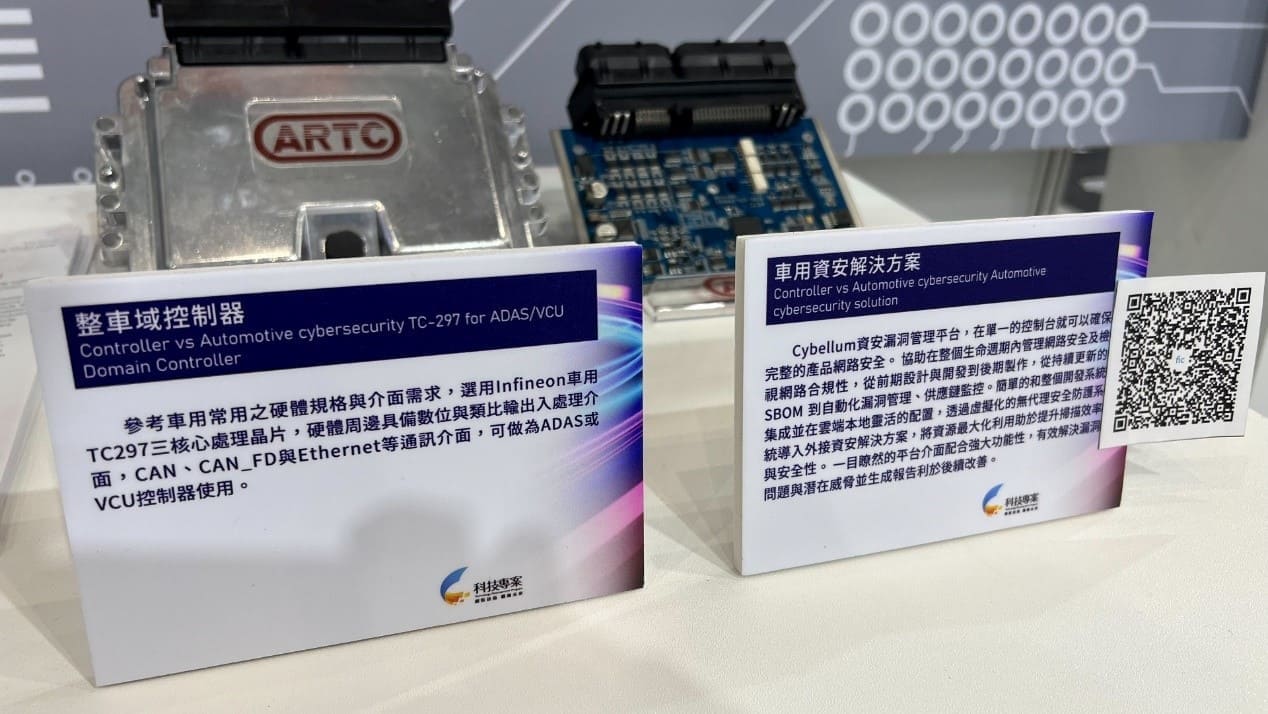 ARTC
整車域控制器
Controller vs Automotive cybersecurity TC-297 for ADAS/VCU
Domain Controller
參考車用常用之硬體規格與介面需求，選用Infineon車用
TC297三核心處理晶片，硬體周邊具備數位與類比輸出入處理介
面，CAN、CAN_FD與Ethernet等通訊介面，可做為ADAS或
VCU控制器使用。
科技專案
車用資安解決方案
Controller vs Automotive cybersecurity Automotive
cybersecurity solution
Cybellum資安漏洞管理平台，在單一的控制台就可以確保
完整的產品網路安全。 協助在整個生命週期內管理網路安全及檢
視網路合規性，從前期設計與開發到後期製作，從持續更新的
SBOM 到自動化漏洞管理、供應鏈監控。簡單的和整個開發系統
集成並在雲端本地靈活的配置，透過虛擬化的無代理安全防護系
統導入外接資安解決方案，將資源最大化利用助於提升掃描效率
與安全性。 一目瞭然的平台介面配合強大功能性，有效解決漏洞
問題與潛在威脅並生成報告利於後續改善。
科技專案
fic